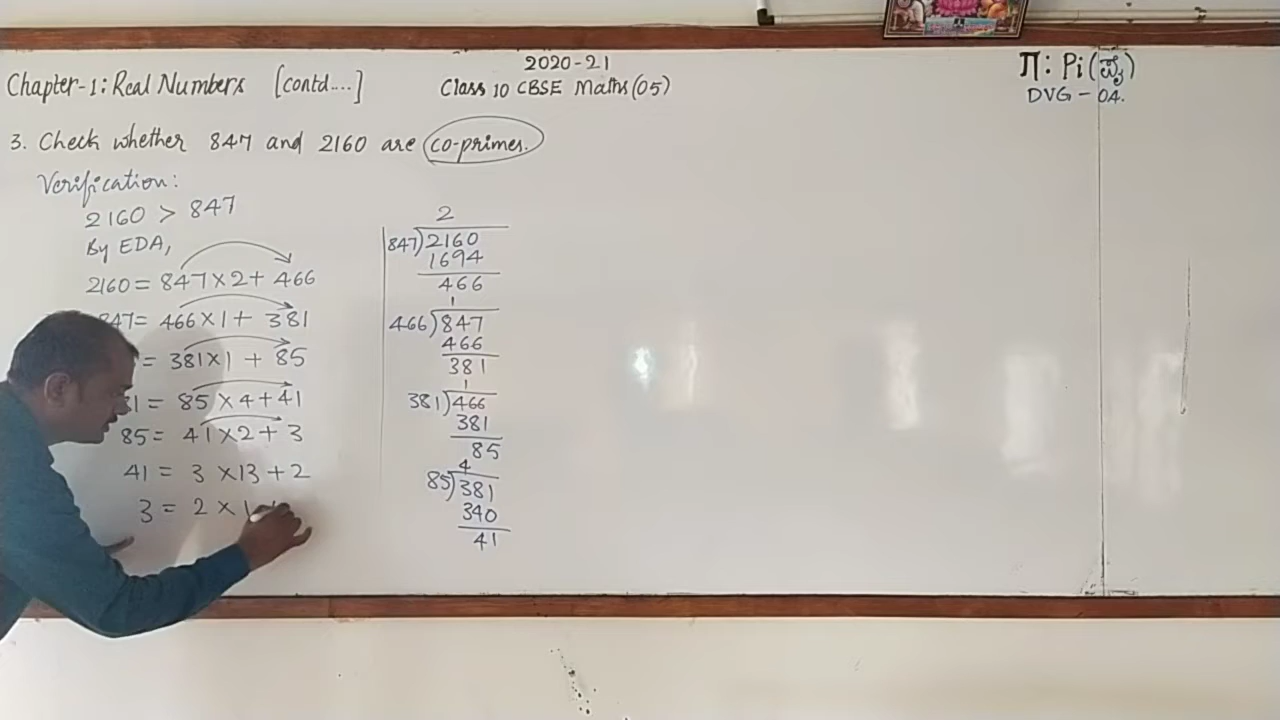 2020-21
Chapter-1: Real Numbers [contd....]
Class 10 CBSE Maths (05)
Π: Pi (ಪೈ)
DVG - 04.
3. Check whether 847 and 2160 are co-primes.
Verification:
2160 > 847
By EDA,
2160 = 847 × 2 + 466
847 = 466 × 1 + 381
= 381 × 1 + 85
= 85 × 4 + 41
85 = 41 × 2 + 3
41 = 3 × 13 + 2
3 = 2 × 1
2
847)2160
1694
466
1
466)847
466
381
1
381)466
381
85
4
85)381
340
41